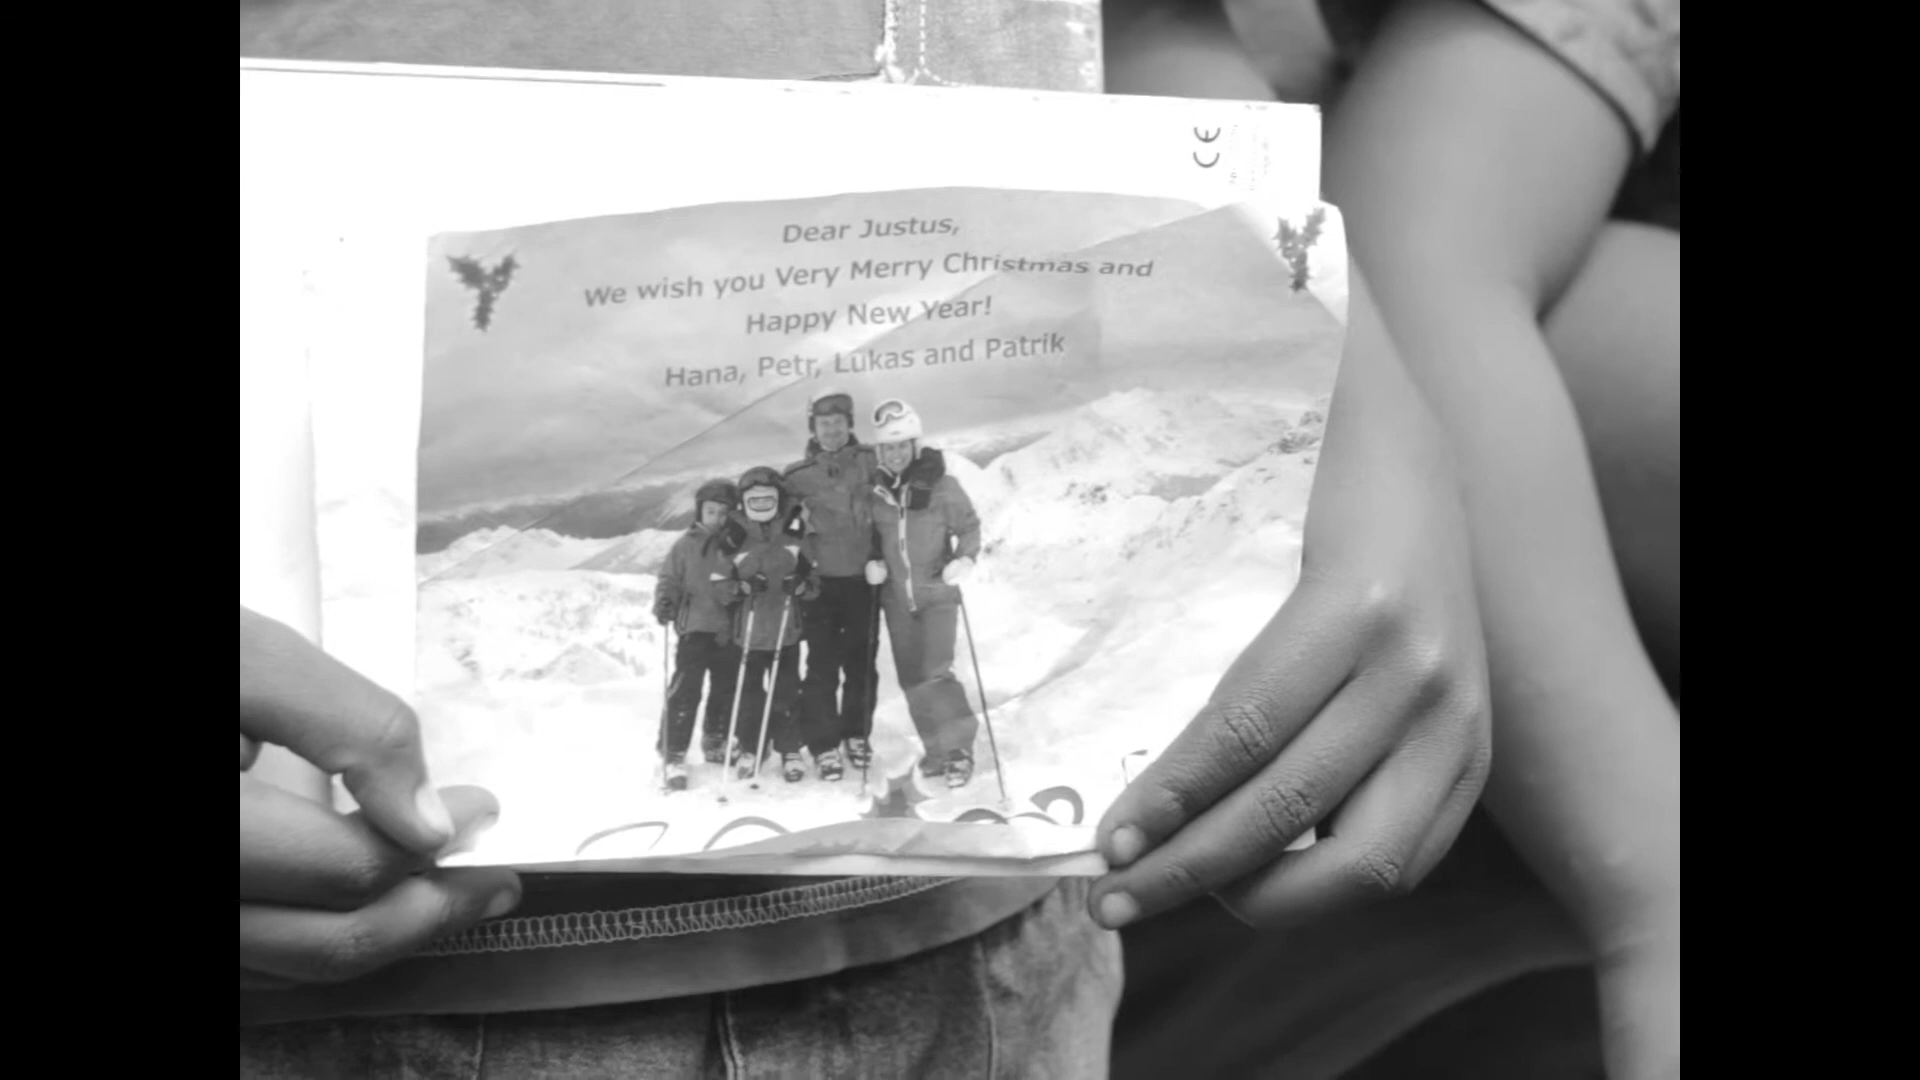 Dear Justus,
We wish you Very Merry Christmas and
Happy New Year!
Hana, Petr, Lukas and Patrik
CE